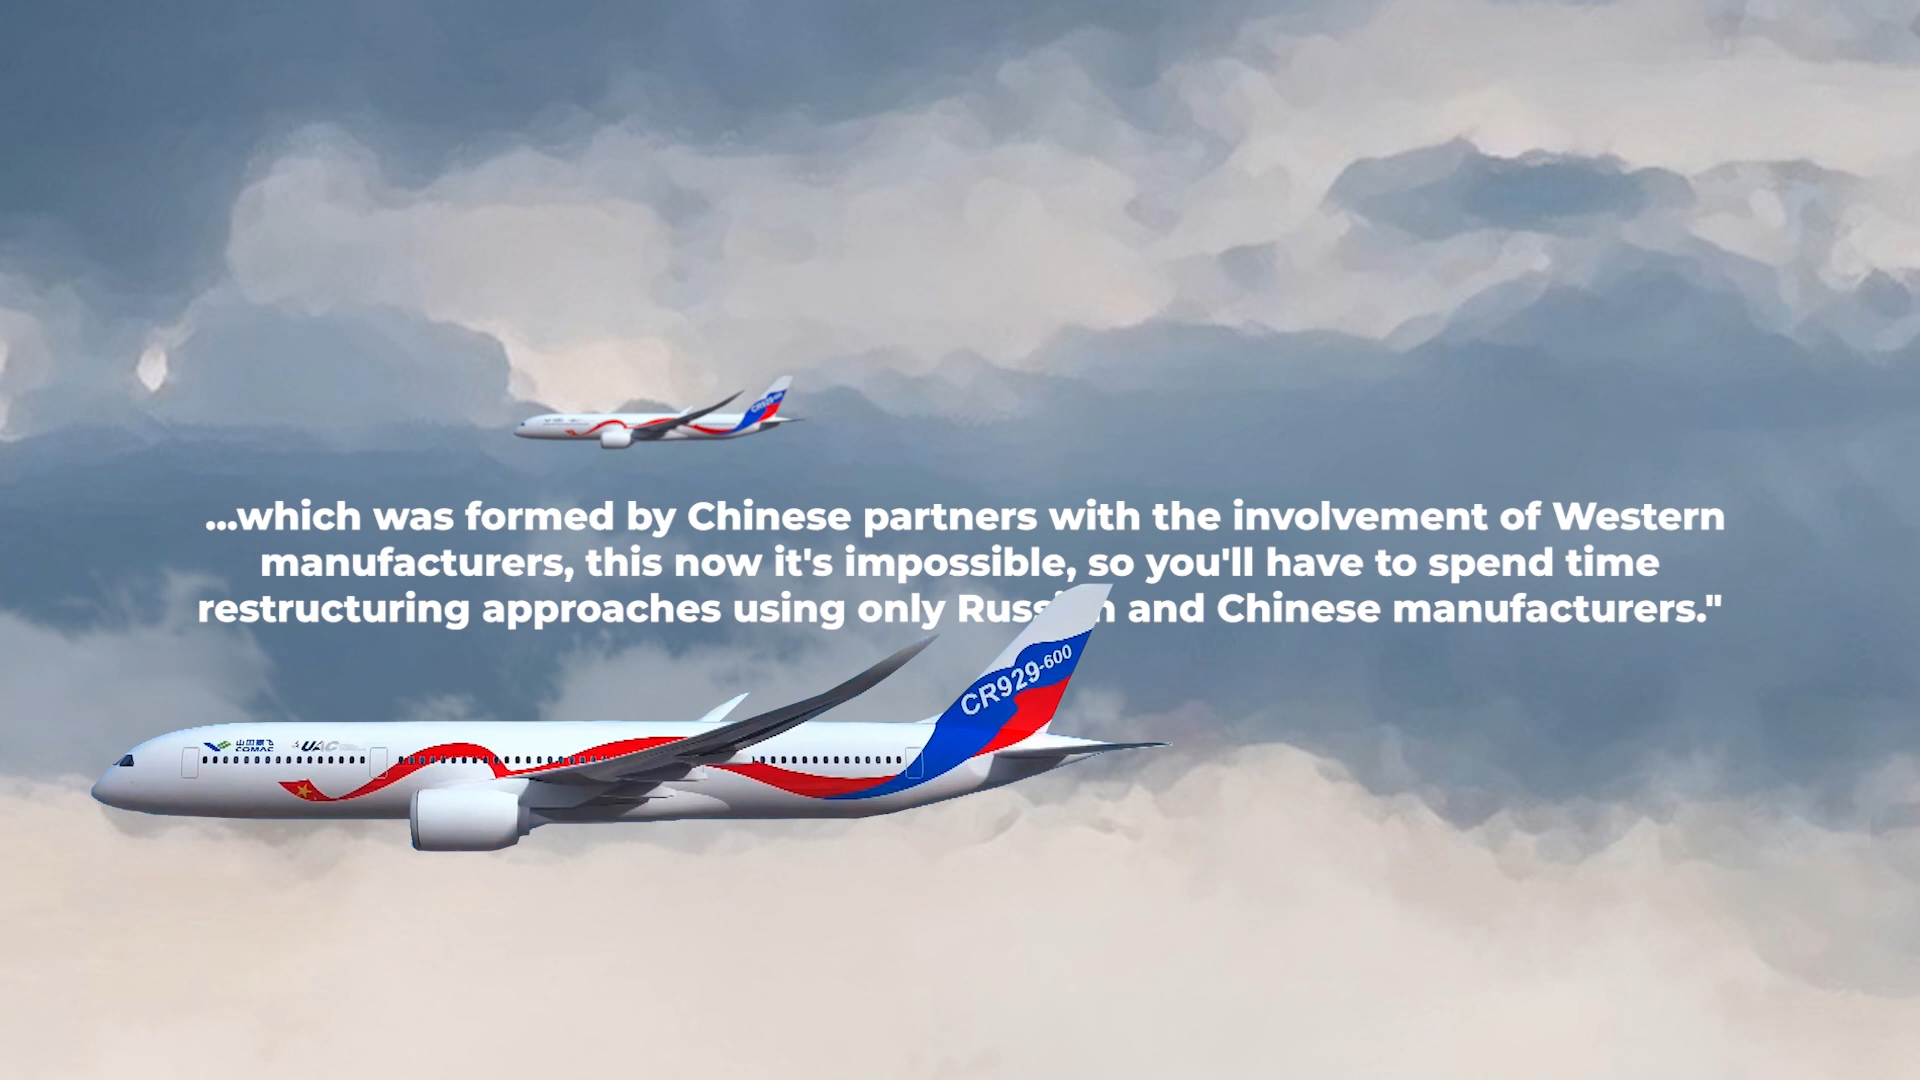 ...which was formed by Chinese partners with the involvement of Western
manufacturers, this now it's impossible, so you'll have to spend time
restructuring approaches using only Russian and Chinese manufacturers."
CR929-600
COMAC
UAC